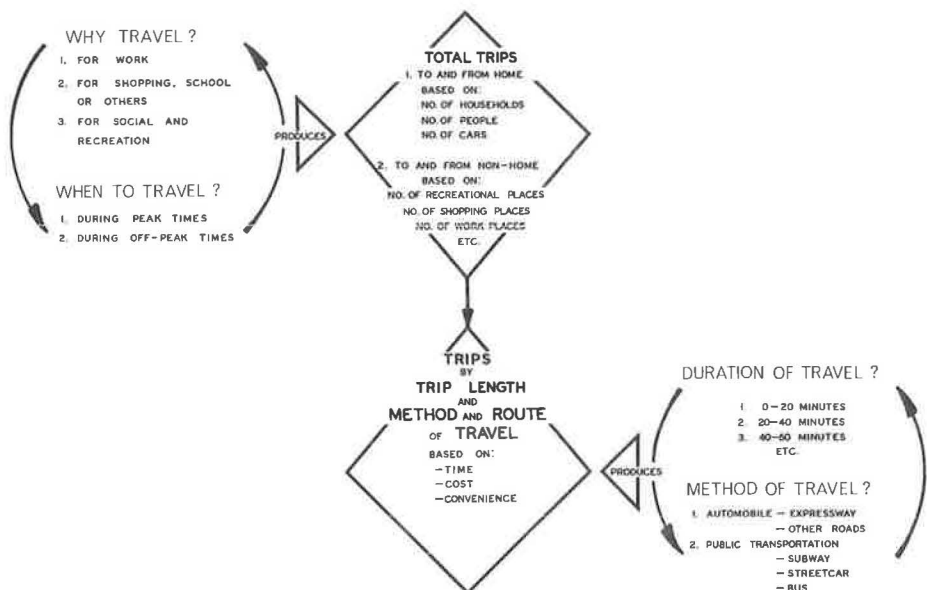 WHY TRAVEL?
1. FOR WORK
2. FOR SHOPPING, SCHOOL
OR OTHERS
3. FOR SOCIAL AND
RECREATION
WHEN TO TRAVEL?
1. DURING PEAK TIMES
2. DURING OFF-PEAK TIMES
PRODUCES
TOTAL TRIPS
1. TO AND FROM HOME
BASED ON:
NO. OF HOUSEHOLDS
NO. OF PEOPLE
NO. OF CARS
2. TO AND FROM NON-HOME
BASED ON:
NO. OF RECREATIONAL PLACES
NO. OF SHOPPING PLACES
NO. OF WORK PLACES
ETC.
TRIPS
BY
TRIP LENGTH
AND
METHOD AND ROUTE
OF TRAVEL
BASED ON:
-TIME
-COST
-CONVENIENCE
PRODUCES
DURATION OF TRAVEL?
1. 0-20 MINUTES
2. 20-40 MINUTES
3. 40-60 MINUTES
ETC.
METHOD OF TRAVEL?
1. AUTOMOBILE - EXPRESSWAY
- OTHER ROADS
2. PUBLIC TRANSPORTATION
- SUBWAY
- STREETCAR
- BUS